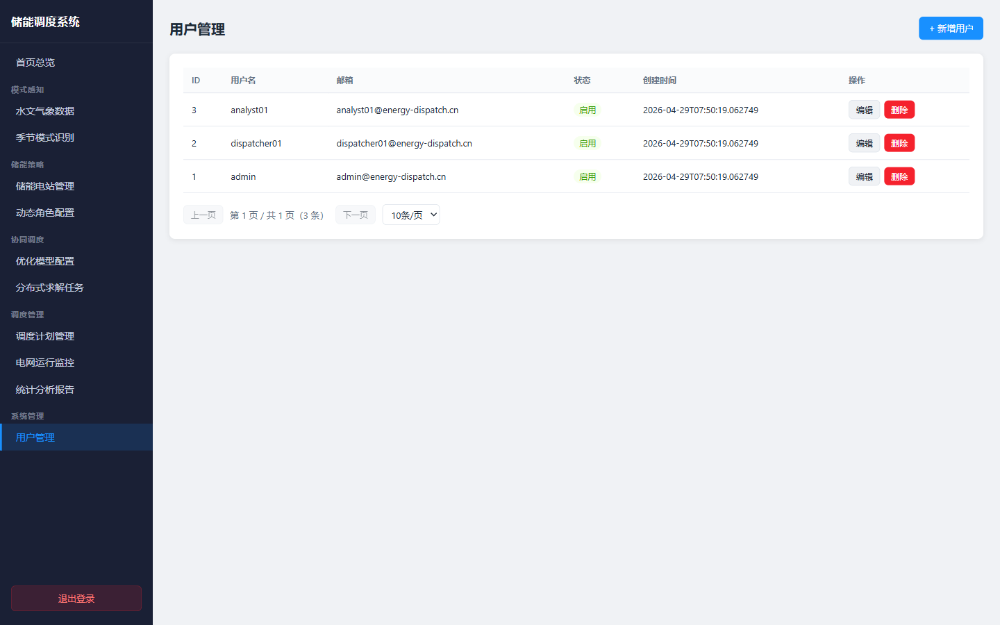 储能调度系统
首页总览
模式感知
水文气象数据
季节模式识别
储能策略
储能电站管理
动态角色配置
协同调度
优化模型配置
分布式求解任务
调度管理
调度计划管理
电网运行监控
统计分析报告
系统管理
用户管理
退出登录
用户管理
+ 新增用户
ID 用户名 邮箱 状态 创建时间 操作
3 analyst01 analyst01@energy-dispatch.cn 启用 2026-04-29T07:50:19.062749 编辑 删除
2 dispatcher01 dispatcher01@energy-dispatch.cn 启用 2026-04-29T07:50:19.062749 编辑 删除
1 admin admin@energy-dispatch.cn 启用 2026-04-29T07:50:19.062749 编辑 删除
上一页 第 1 页 / 共 1 页（3 条） 下一页 10条/页